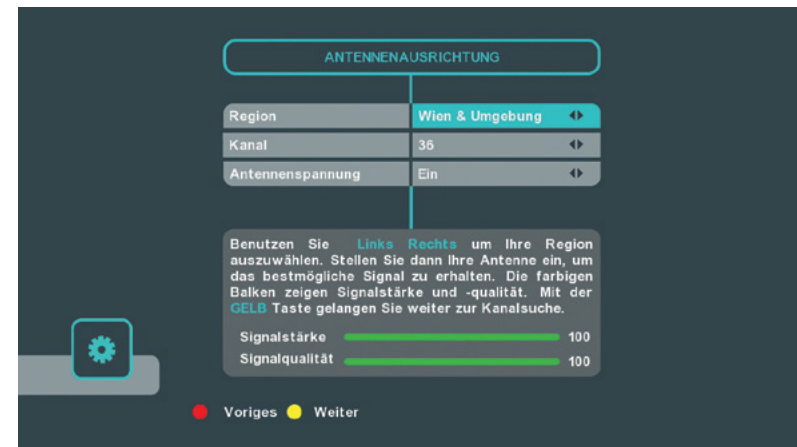 ANTENNENAUSRICHTUNG
Region Wien & Umgebung
Kanal 36
Antennenspannung Ein
Benutzen Sie Links Rechts um Ihre Region
auszuwählen. Stellen Sie dann Ihre Antenne ein, um
das bestmögliche Signal zu erhalten. Die farbigen
Balken zeigen Signalstärke und -qualität. Mit der
GELB Taste gelangen Sie weiter zur Kanalsuche.
Signalstärke 100
Signalqualität 100
Voriges Weiter